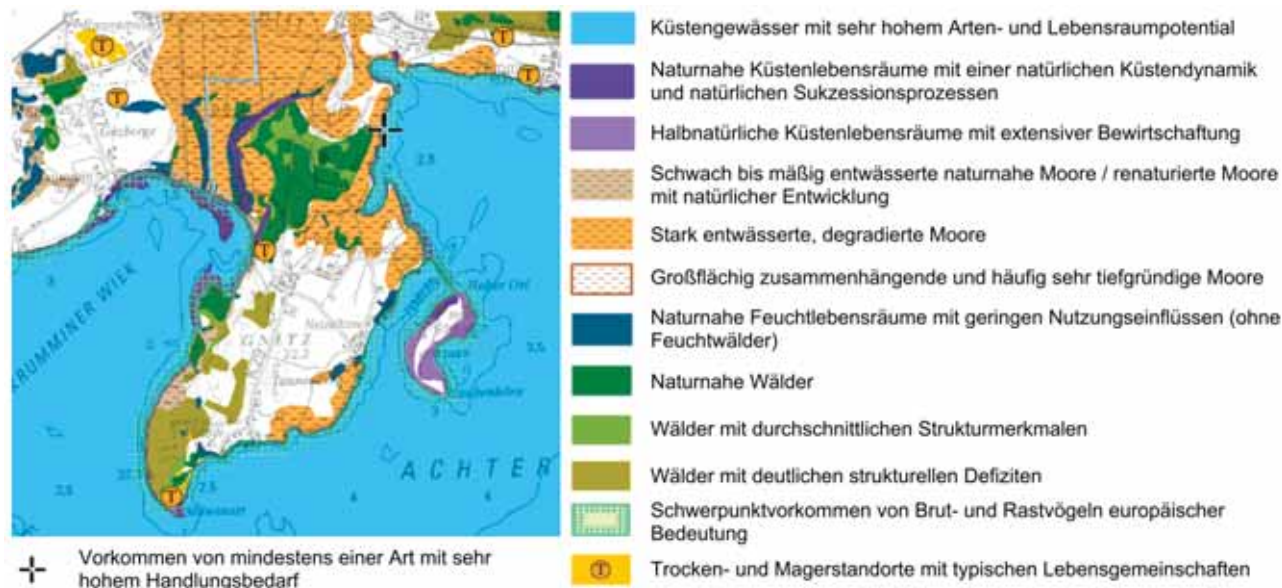 T
T
T
2,5
KRUMMINER WIEK
T
GNITZ
3,5
ACHTER
T
Küstengewässer mit sehr hohem Arten- und Lebensraumpotential
Naturnahe Küstenlebensräume mit einer natürlichen Küstendynamik
und natürlichen Sukzessionsprozessen
Halbnatürliche Küstenlebensräume mit extensiver Bewirtschaftung
Schwach bis mäßig entwässerte naturnahe Moore / renaturierte Moore
mit natürlicher Entwicklung
Stark entwässerte, degradierte Moore
Großflächig zusammenhängende und häufig sehr tiefgründige Moore
Naturnahe Feuchtlebensräume mit geringen Nutzungseinflüssen (ohne
Feuchtwälder)
Naturnahe Wälder
Wälder mit durchschnittlichen Strukturmerkmalen
Wälder mit deutlichen strukturellen Defiziten
Schwerpunktvorkommen von Brut- und Rastvögeln europäischer
Bedeutung
T Trocken- und Magerstandorte mit typischen Lebensgemeinschaften
Vorkommen von mindestens einer Art mit sehr
hohem Handlungsbedarf